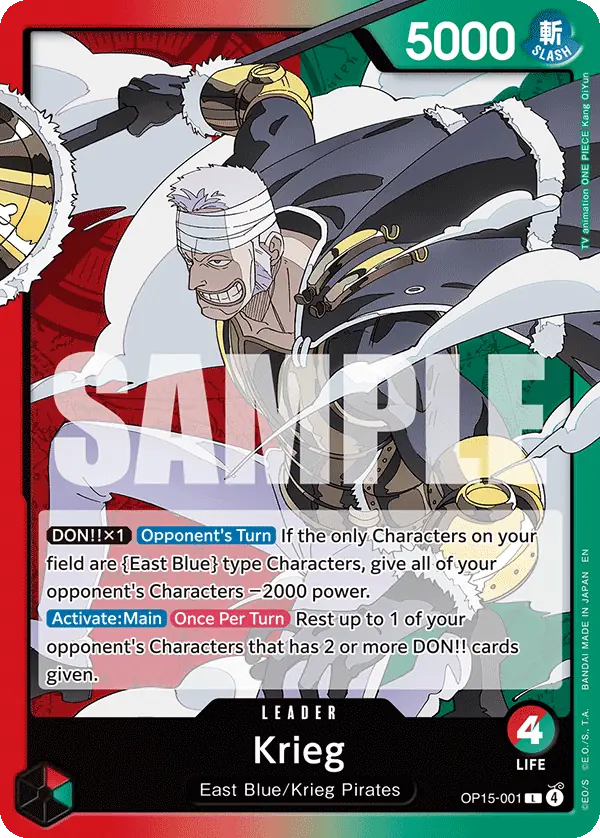 5000
斬
SLASH
TV animation ONE PIECE Kang QiYun
SAMPLE
DON!!×1 Opponent's Turn If the only Characters on your
field are {East Blue} type Characters, give all of your
opponent's Characters −2000 power.
Activate:Main Once Per Turn Rest up to 1 of your
opponent's Characters that has 2 or more DON!! cards
given.
LEADER
Krieg
East Blue/Krieg Pirates
4
LIFE
OP15-001 L 4
©E.O/S ©E.O./S., T.A. BANDAI MADE IN JAPAN EN